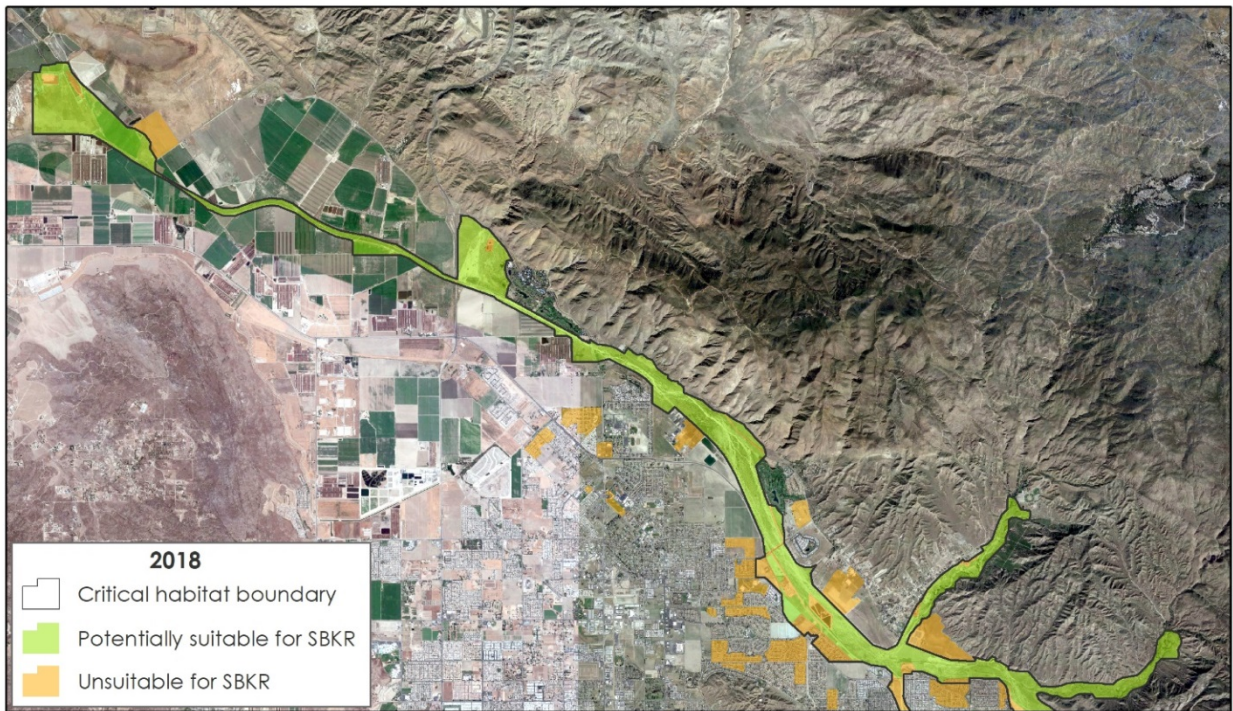 2018
Critical habitat boundary
Potentially suitable for SBKR
Unsuitable for SBKR